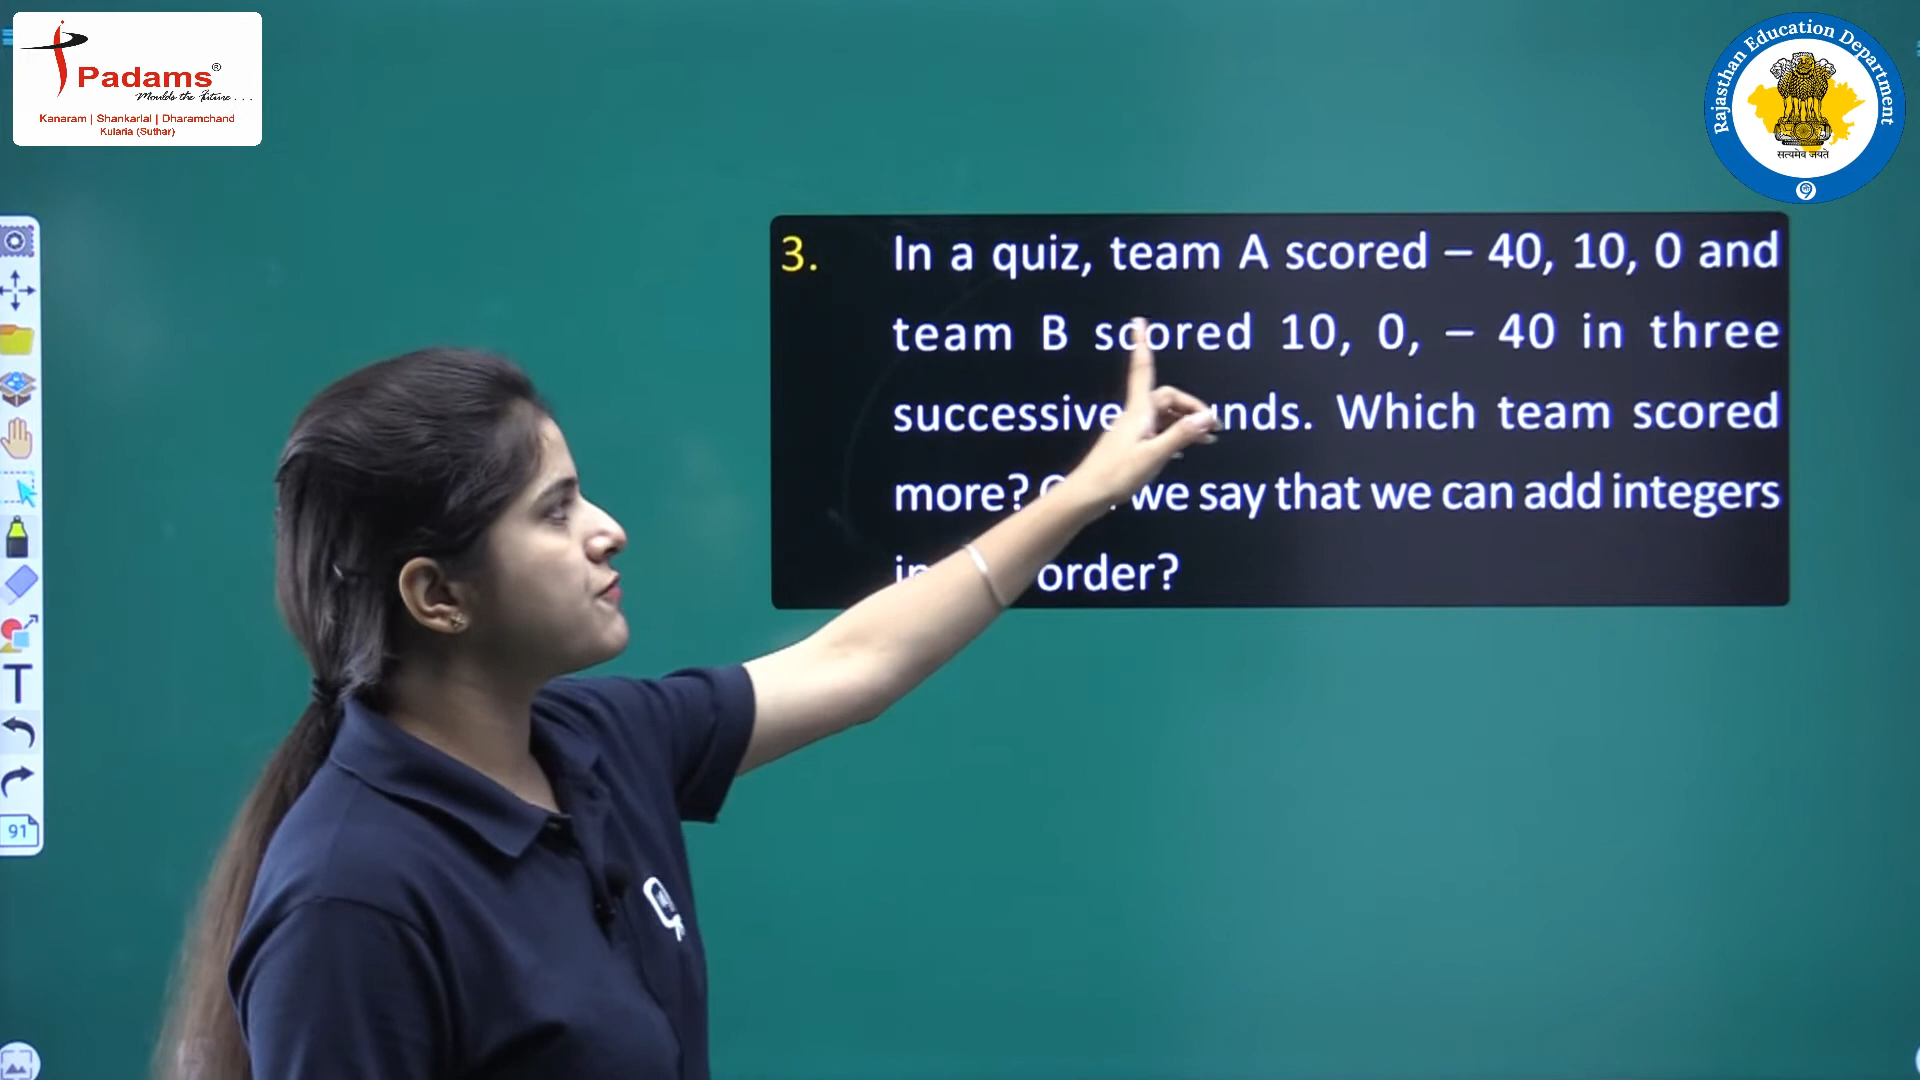 Padams®
Moulds the Future . . .
Kanaram | Shankarlal | Dharamchand
Kularia (Suthar)
Rajasthan Education Department
सत्यमेव जयते
3. In a quiz, team A scored – 40, 10, 0 and
team B scored 10, 0, – 40 in three
successive nds. Which team scored
more? we say that we can add integers
order?
T
91